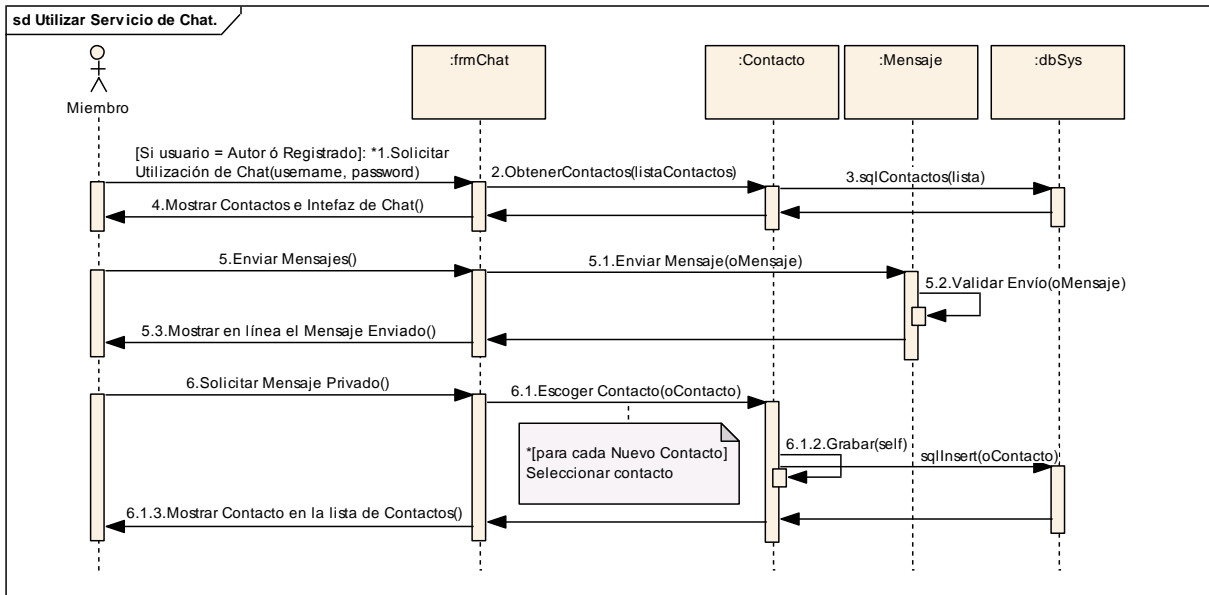 sd Utilizar Servicio de Chat.
Miembro
:frmChat
:Contacto
:Mensaje
:dbSys
[Si usuario = Autor ó Registrado]: *1.Solicitar
Utilización de Chat(username, password)
2.ObtenerContactos(listaContactos)
3.sqlContactos(lista)
4.Mostrar Contactos e Intefaz de Chat()
5.Enviar Mensajes()
5.1.Enviar Mensaje(oMensaje)
5.2.Validar Envío(oMensaje)
5.3.Mostrar en línea el Mensaje Enviado()
6.Solicitar Mensaje Privado()
6.1.Escoger Contacto(oContacto)
*[para cada Nuevo Contacto]
Seleccionar contacto
6.1.2.Grabar(self)
sqlInsert(oContacto)
6.1.3.Mostrar Contacto en la lista de Contactos()